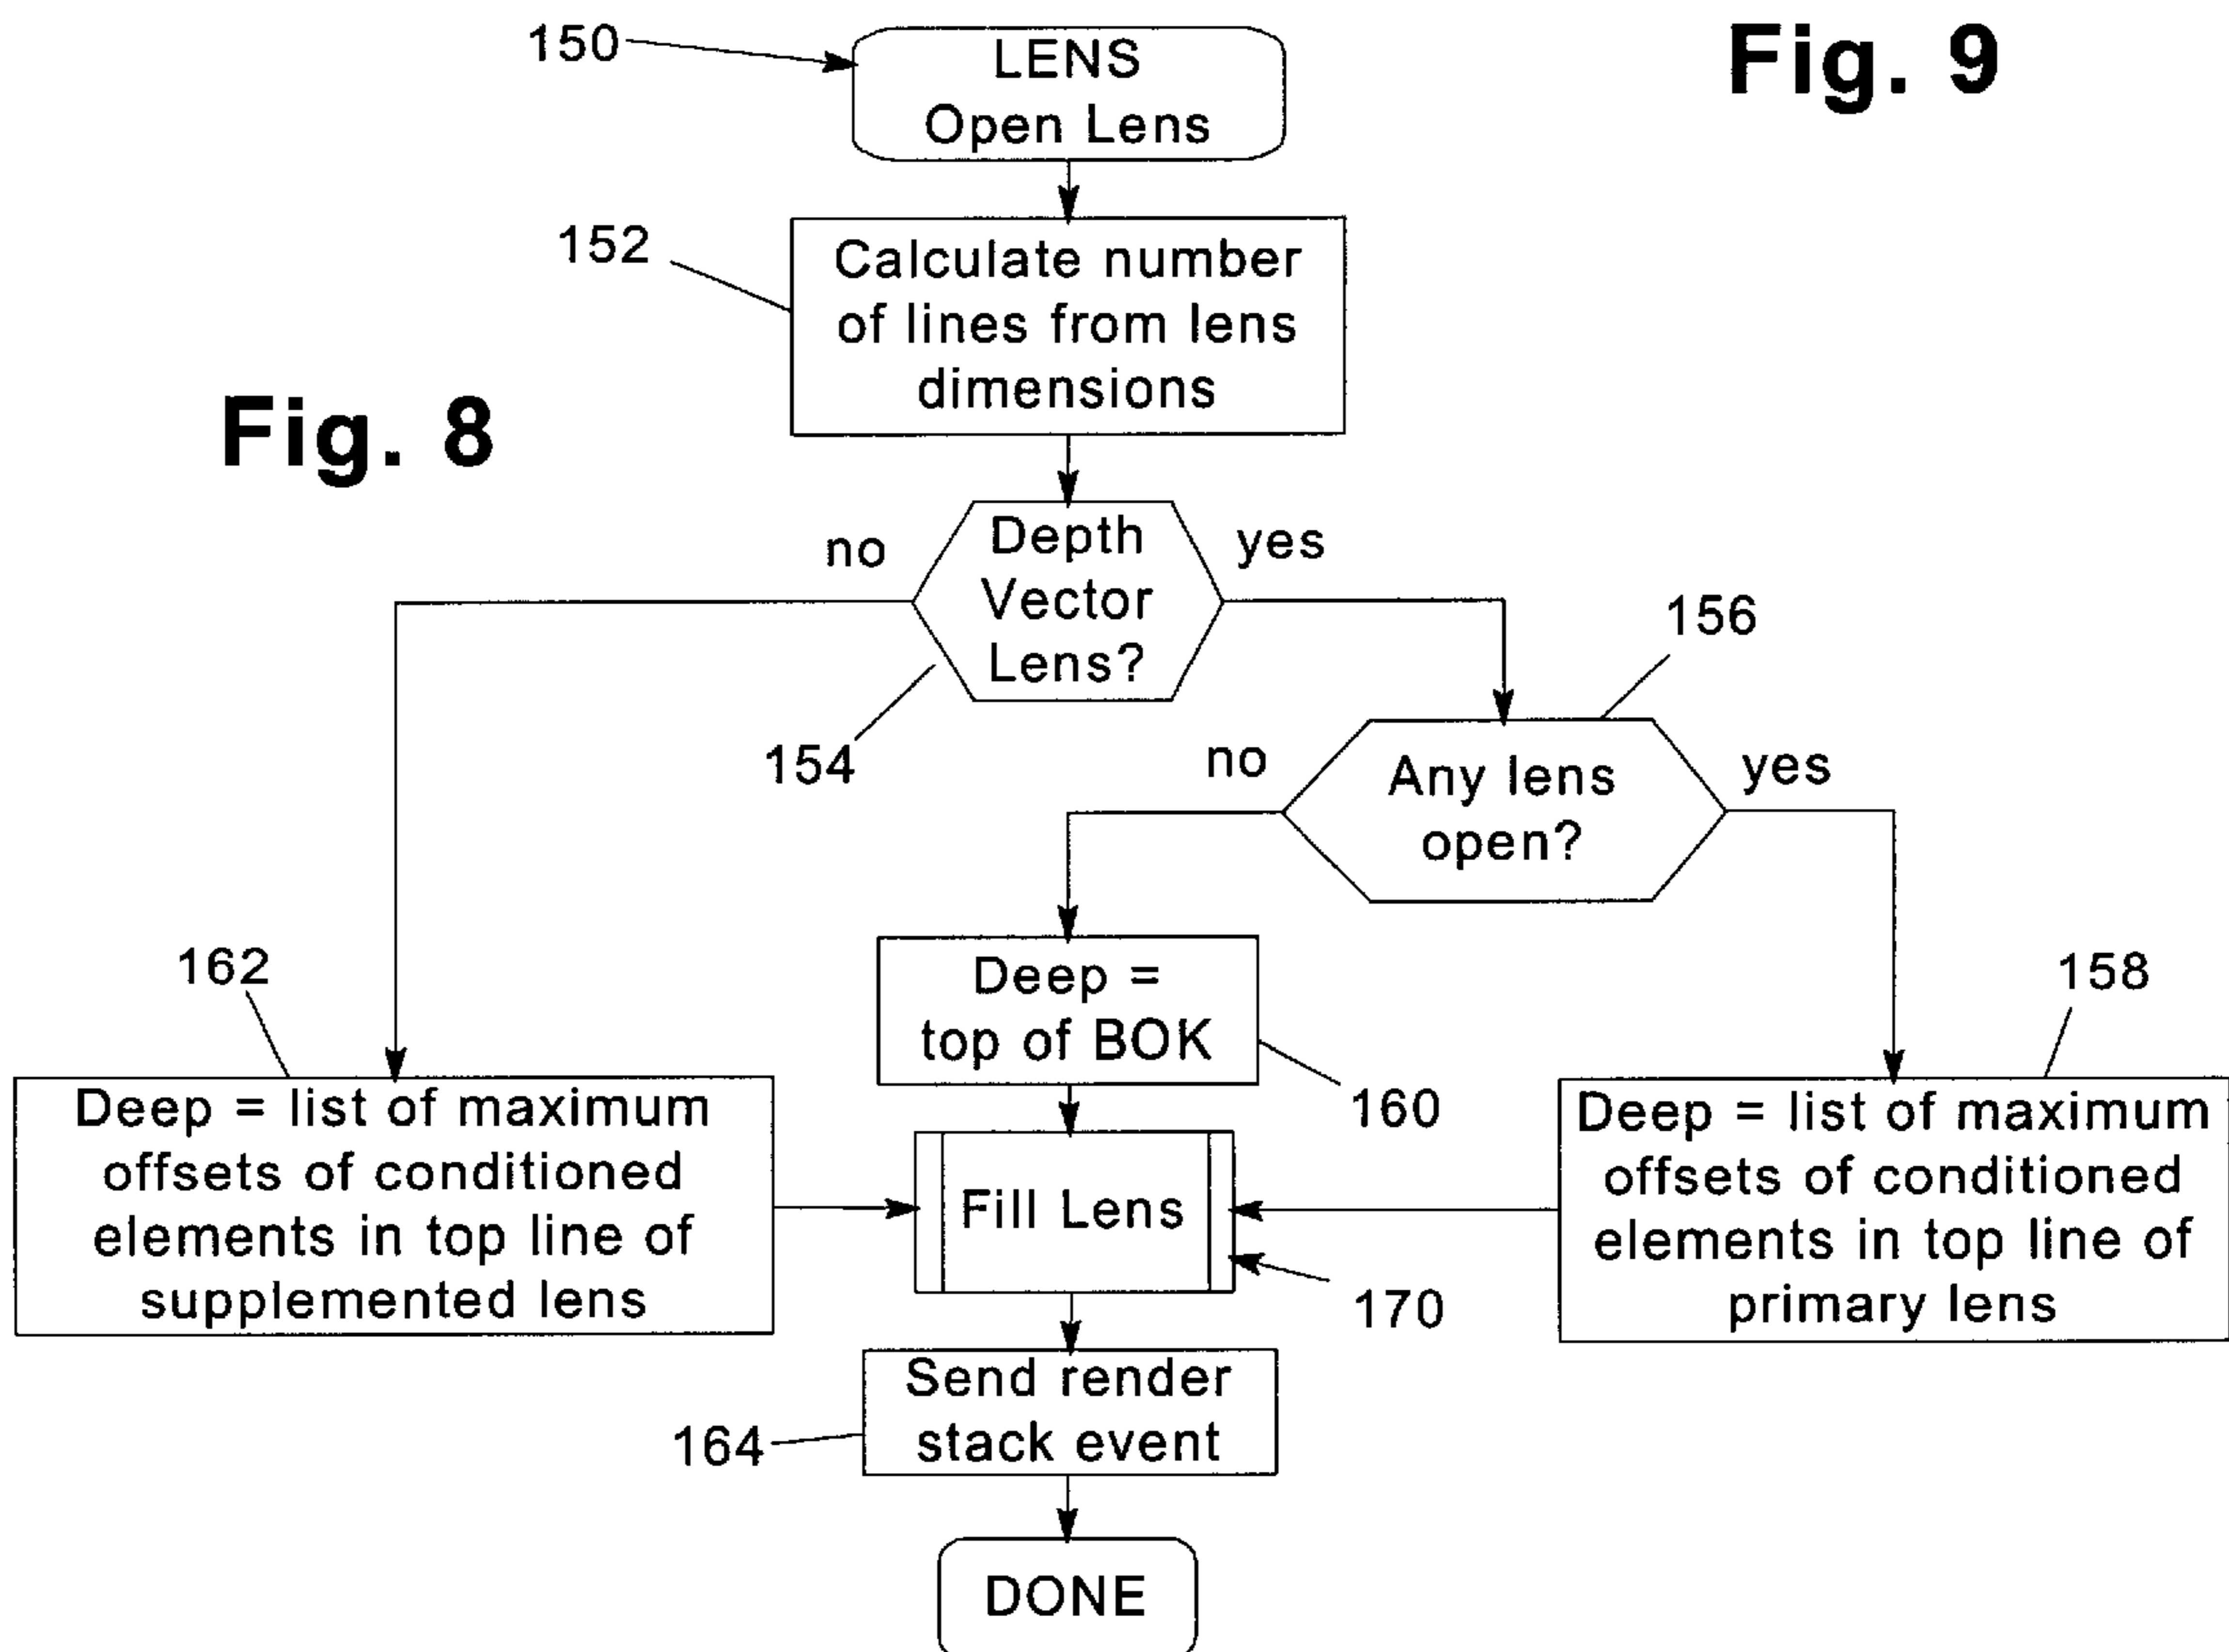 150
LENS
Open Lens
Fig. 9
152
Calculate number
of lines from lens
dimensions
Fig. 8
no
Depth
Vector
Lens?
yes
154
156
no
Any lens
open?
yes
162
Deep =
top of BOK
160
158
Deep = list of maximum
offsets of conditioned
elements in top line of
supplemented lens
Fill Lens
170
Deep = list of maximum
offsets of conditioned
elements in top line of
primary lens
164
Send render
stack event
DONE